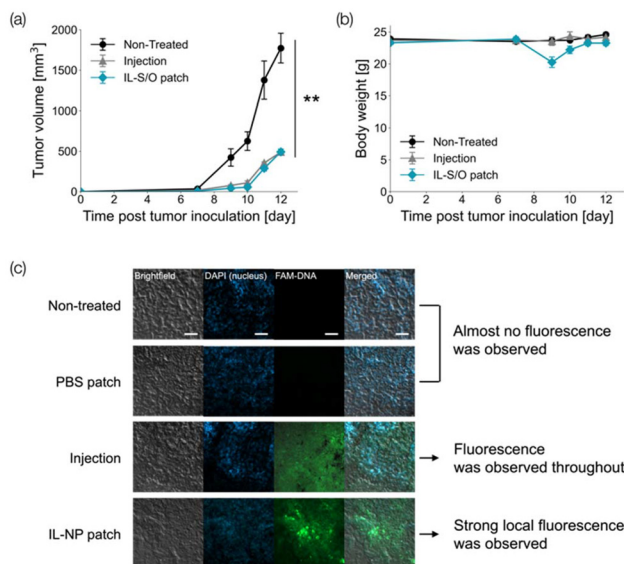 (a)
2000
1500
1000
500
0
Tumor volume [mm³]
Non-Treated
Injection
IL-S/O patch
**
0 2 4 6 8 10 12
Time post tumor inoculation [day]
(b)
25
20
15
10
5
0
Body weight [g]
Non-Treated
Injection
IL-S/O patch
0 2 4 6 8 10 12
Time post tumor inoculation [day]
(c)
Brightfield DAPI (nucleus) FAM-DNA Merged
Non-treated
PBS patch
Almost no fluorescence
was observed
Injection
Fluorescence
was observed throughout
IL-NP patch
Strong local fluorescence
was observed